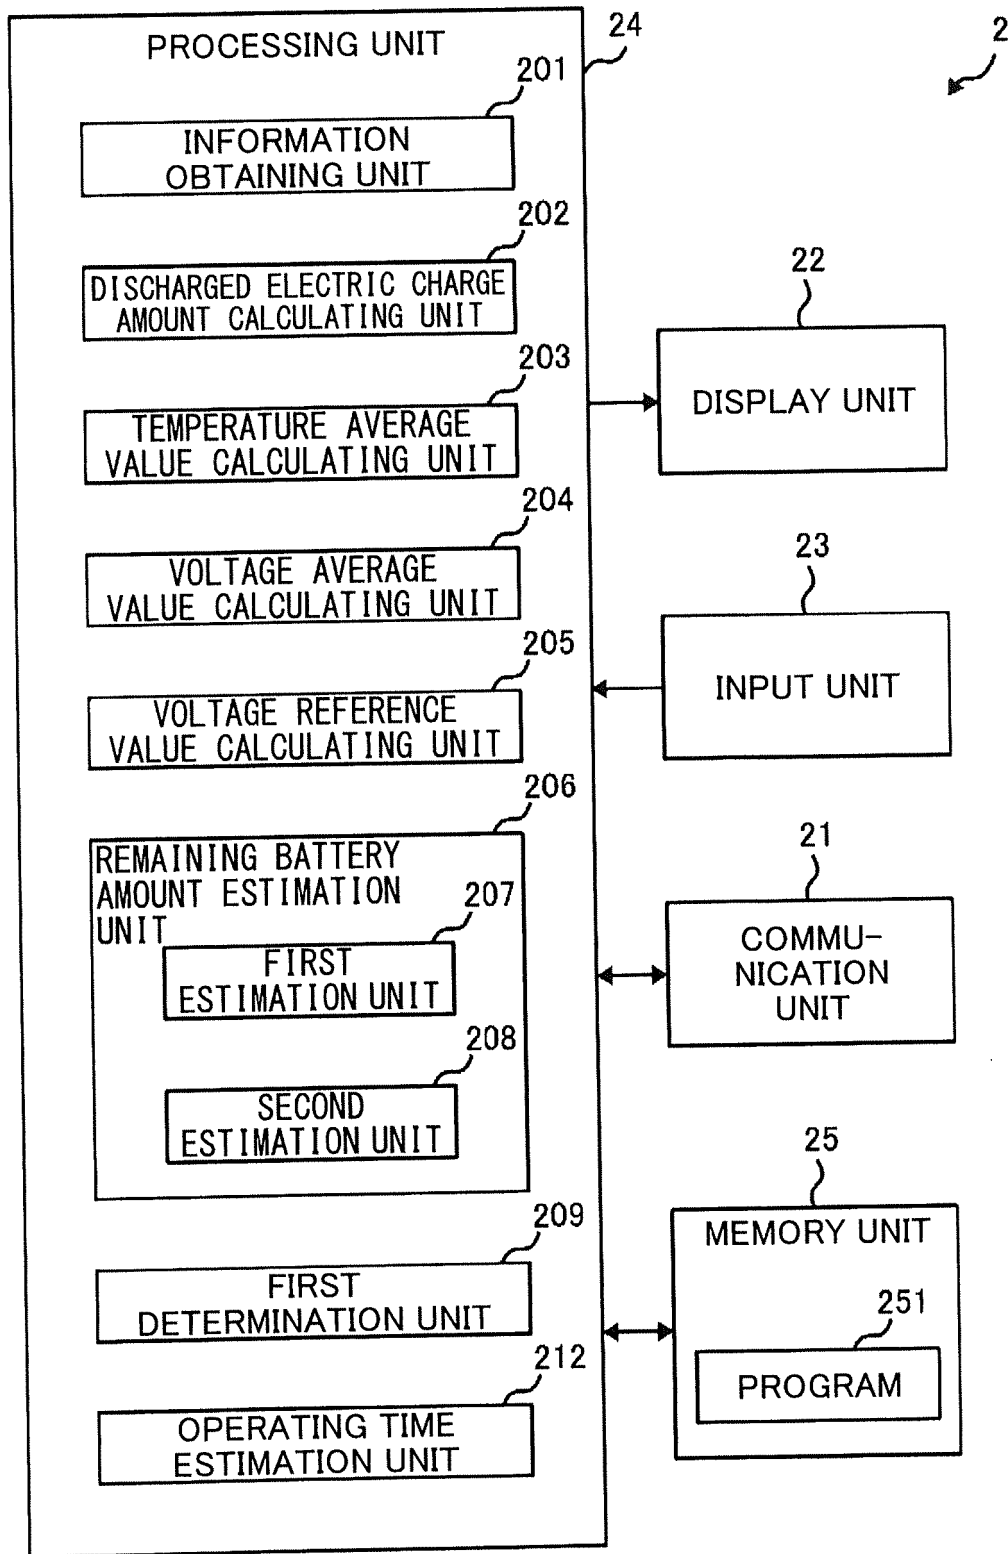 2
24
PROCESSING UNIT
201
INFORMATION
OBTAINING UNIT
202
DISCHARGED ELECTRIC CHARGE
AMOUNT CALCULATING UNIT
203
TEMPERATURE AVERAGE
VALUE CALCULATING UNIT
204
VOLTAGE AVERAGE
VALUE CALCULATING UNIT
205
VOLTAGE REFERENCE
VALUE CALCULATING UNIT
206
REMAINING BATTERY
AMOUNT ESTIMATION
UNIT
207
FIRST
ESTIMATION UNIT
208
SECOND
ESTIMATION UNIT
209
FIRST
DETERMINATION UNIT
212
OPERATING TIME
ESTIMATION UNIT
22
DISPLAY UNIT
23
INPUT UNIT
21
COMMU-
NICATION
UNIT
25
MEMORY UNIT
251
PROGRAM